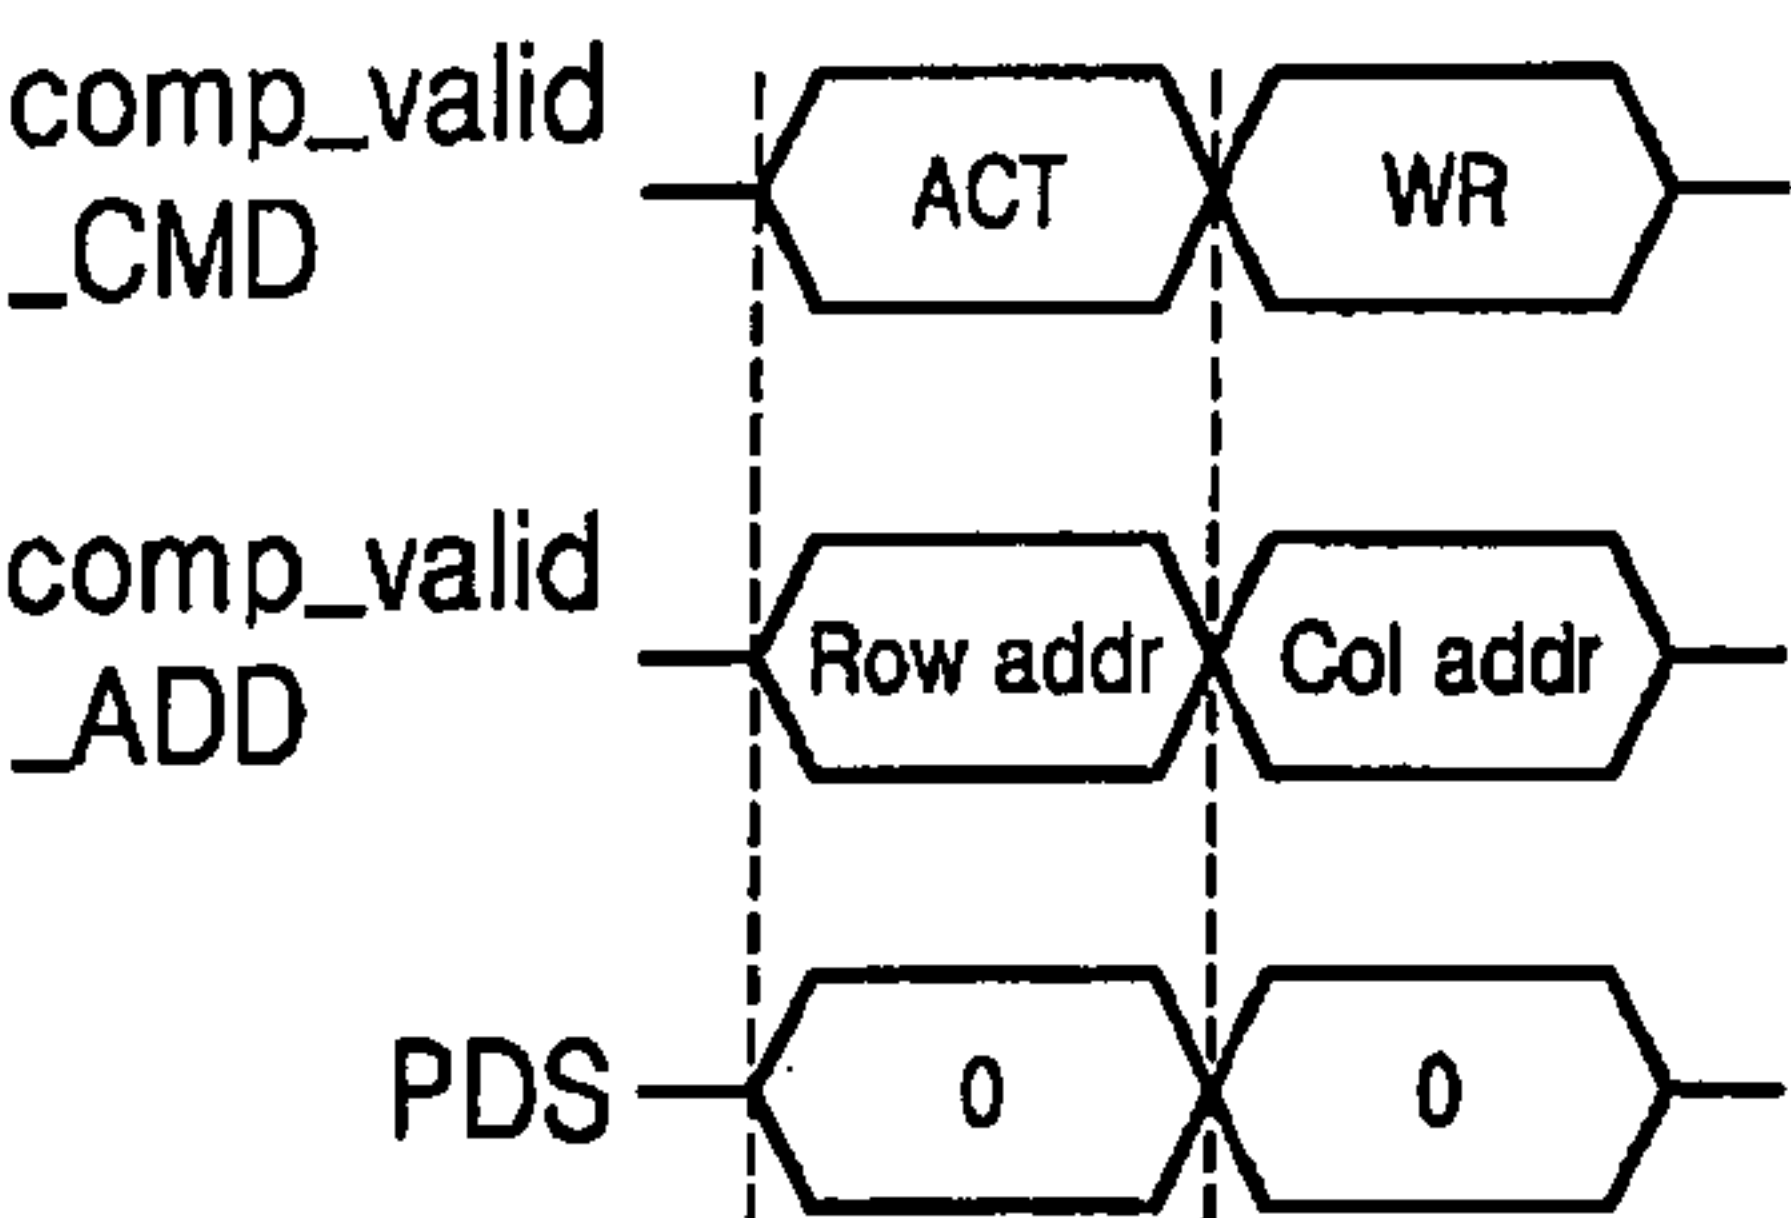 comp_valid
_CMD
ACT WR
comp_valid
_ADD
Row addr Col addr
PDS 0 0